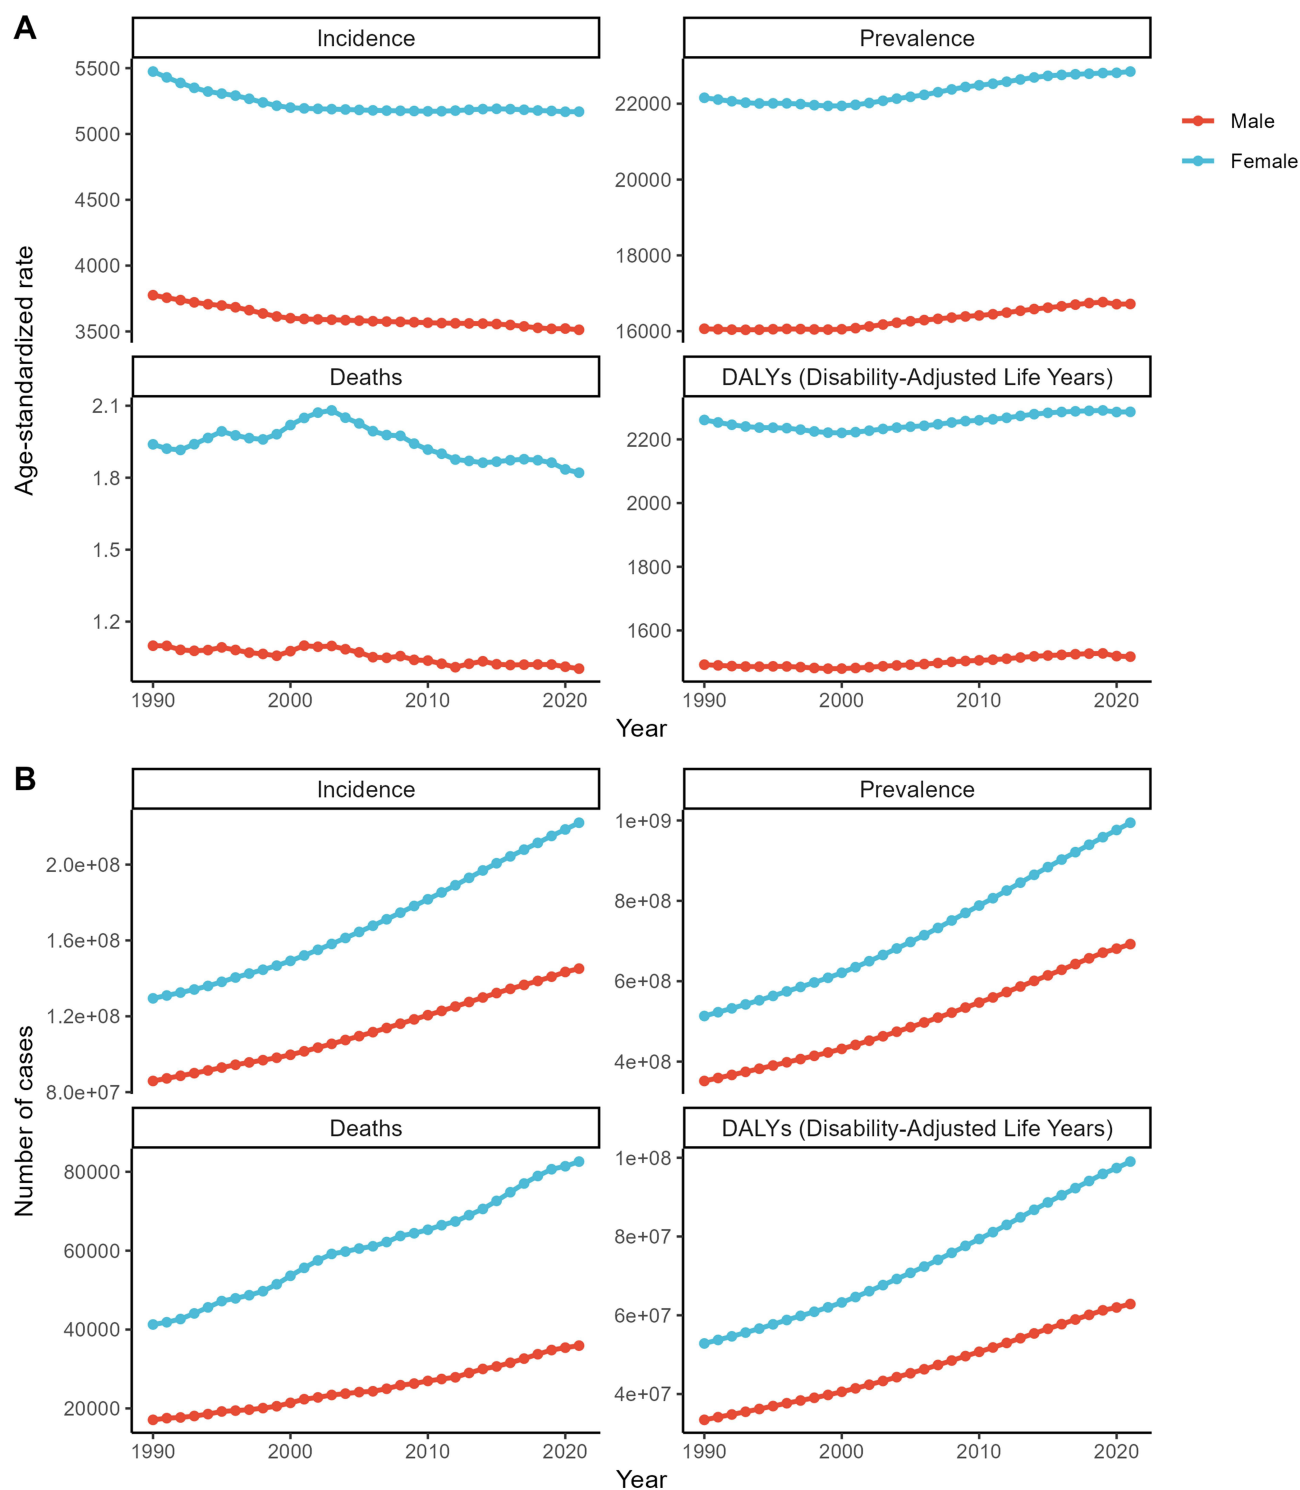 A
Incidence
Prevalence
5500
5000
4500
4000
3500
22000
20000
18000
16000
Male
Female
Age-standardized rate
Deaths
DALYs (Disability-Adjusted Life Years)
2.1
1.8
1.5
1.2
2200
2000
1800
1600
1990 2000 2010 2020
1990 2000 2010 2020
Year
B
Incidence
Prevalence
2.0e+08
1.6e+08
1.2e+08
8.0e+07
1e+09
8e+08
6e+08
4e+08
Number of cases
Deaths
DALYs (Disability-Adjusted Life Years)
80000
60000
40000
20000
1e+08
8e+07
6e+07
4e+07
1990 2000 2010 2020
1990 2000 2010 2020
Year